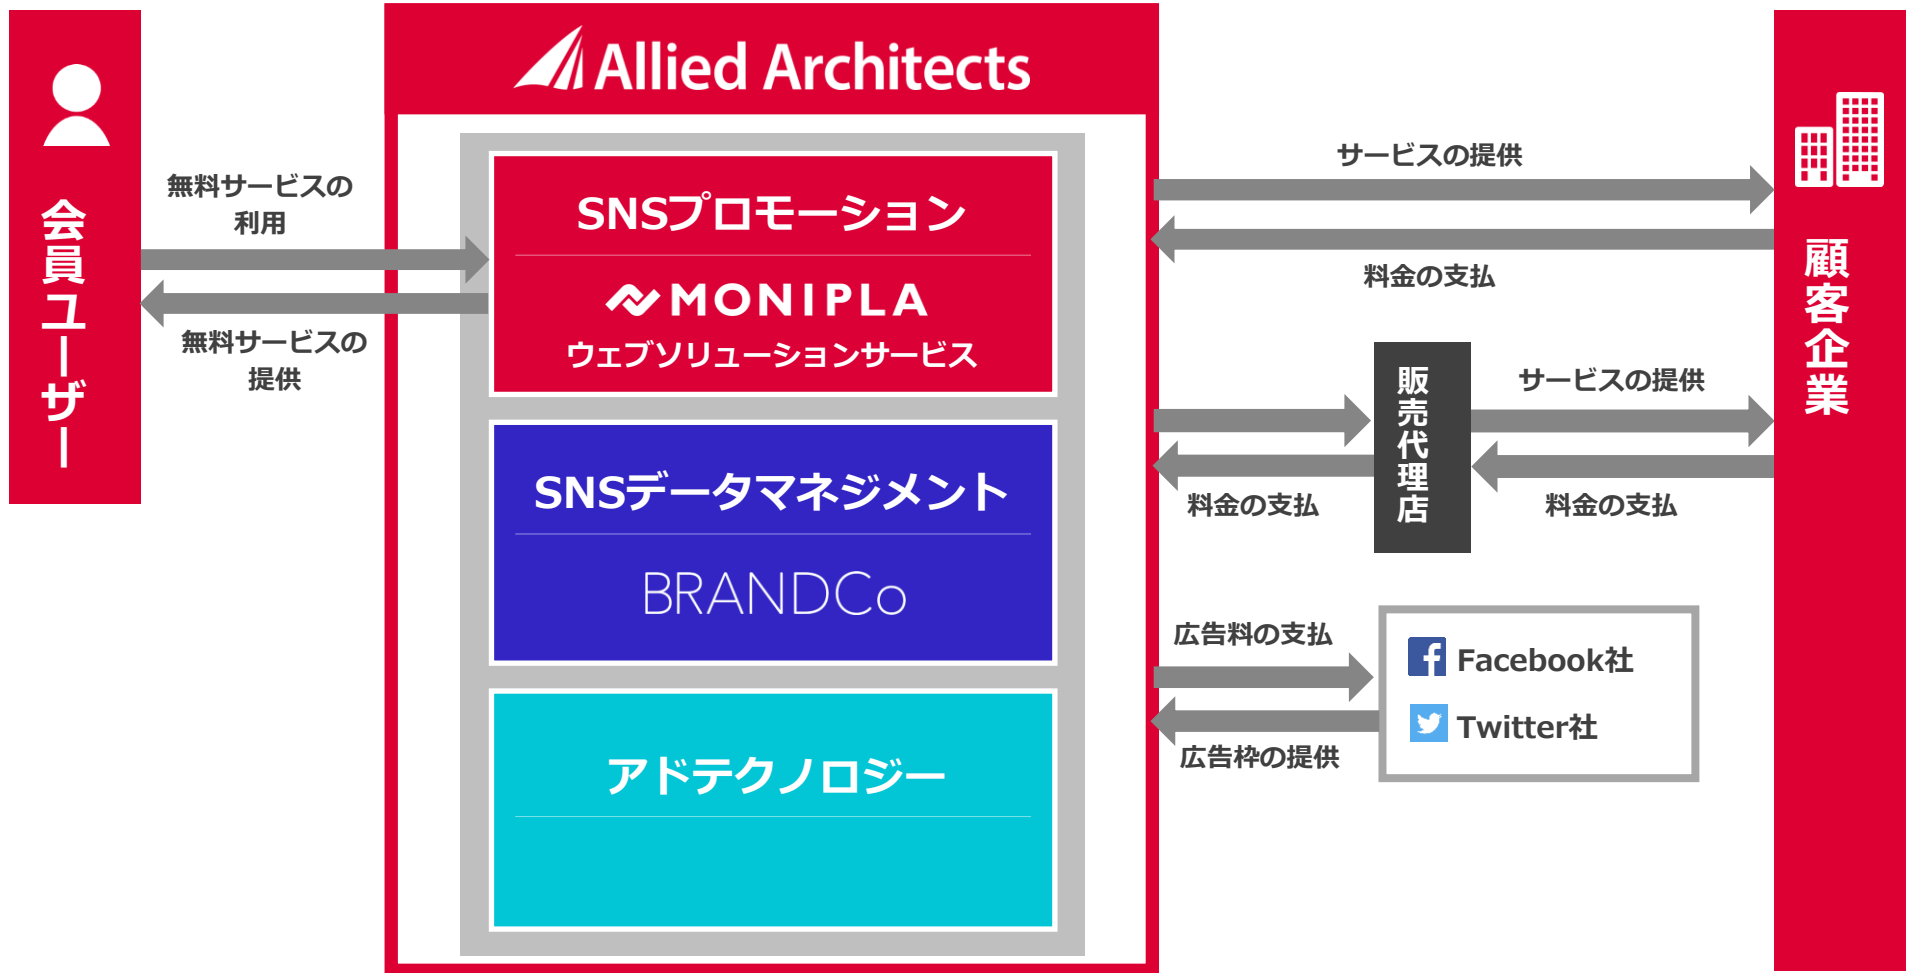 会員ユーザー
無料サービスの
利用
無料サービスの
提供
Allied Architects
SNSプロモーション
MONIPLA
ウェブソリューションサービス
SNSデータマネジメント
BRANDCo
アドテクノロジー
サービスの提供
料金の支払
販売代理店
サービスの提供
料金の支払
料金の支払
広告料の支払
広告枠の提供
Facebook社
Twitter社
顧客企業